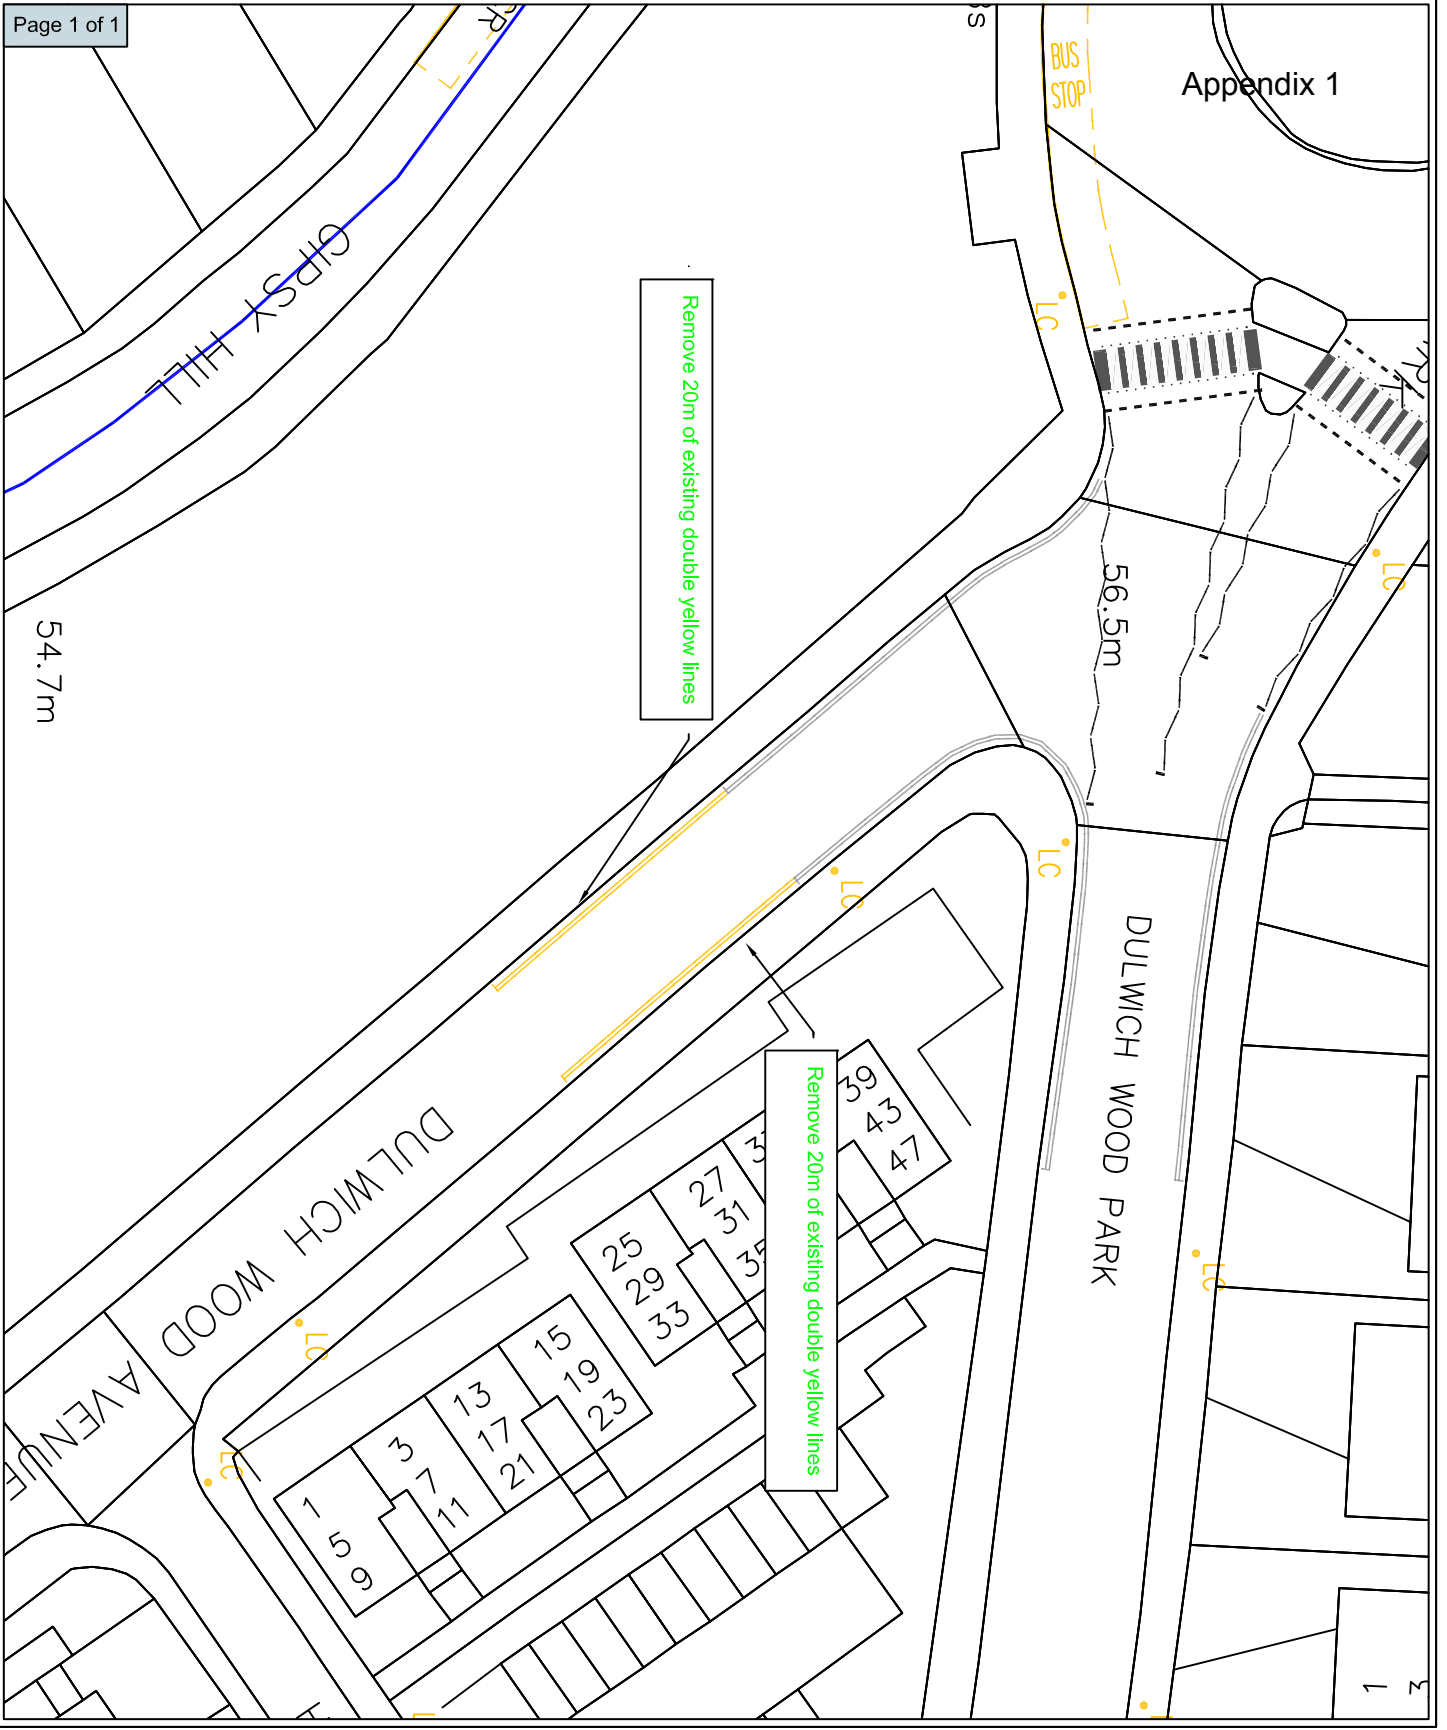 Page 1 of 1
Appendix 1
BUS
STOP
GIPSY HILL
LC
LC
56.5m
54.7m
Remove 20m of existing double yellow lines
LC
LC
DULWICH WOOD PARK
Remove 20m of existing double yellow lines
39
43
47
27
31
35
25
29
33
DULWICH WOOD AVENUE
LC
LC
LC
15
19
23
13
17
21
3
7
11
1
5
9
1
3